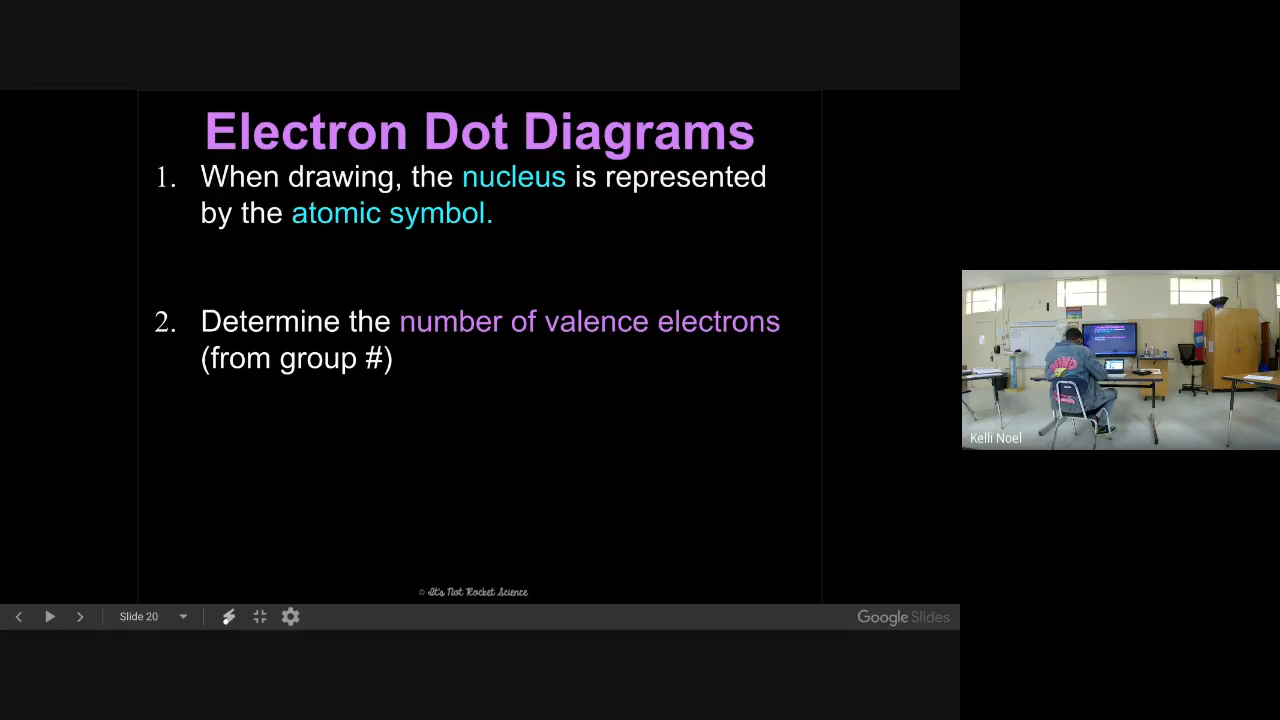 Electron Dot Diagrams
1. When drawing, the nucleus is represented
by the atomic symbol.
2. Determine the number of valence electrons
(from group #)
© It's Not Rocket Science
Slide 20
Google Slides
Kelli Noel